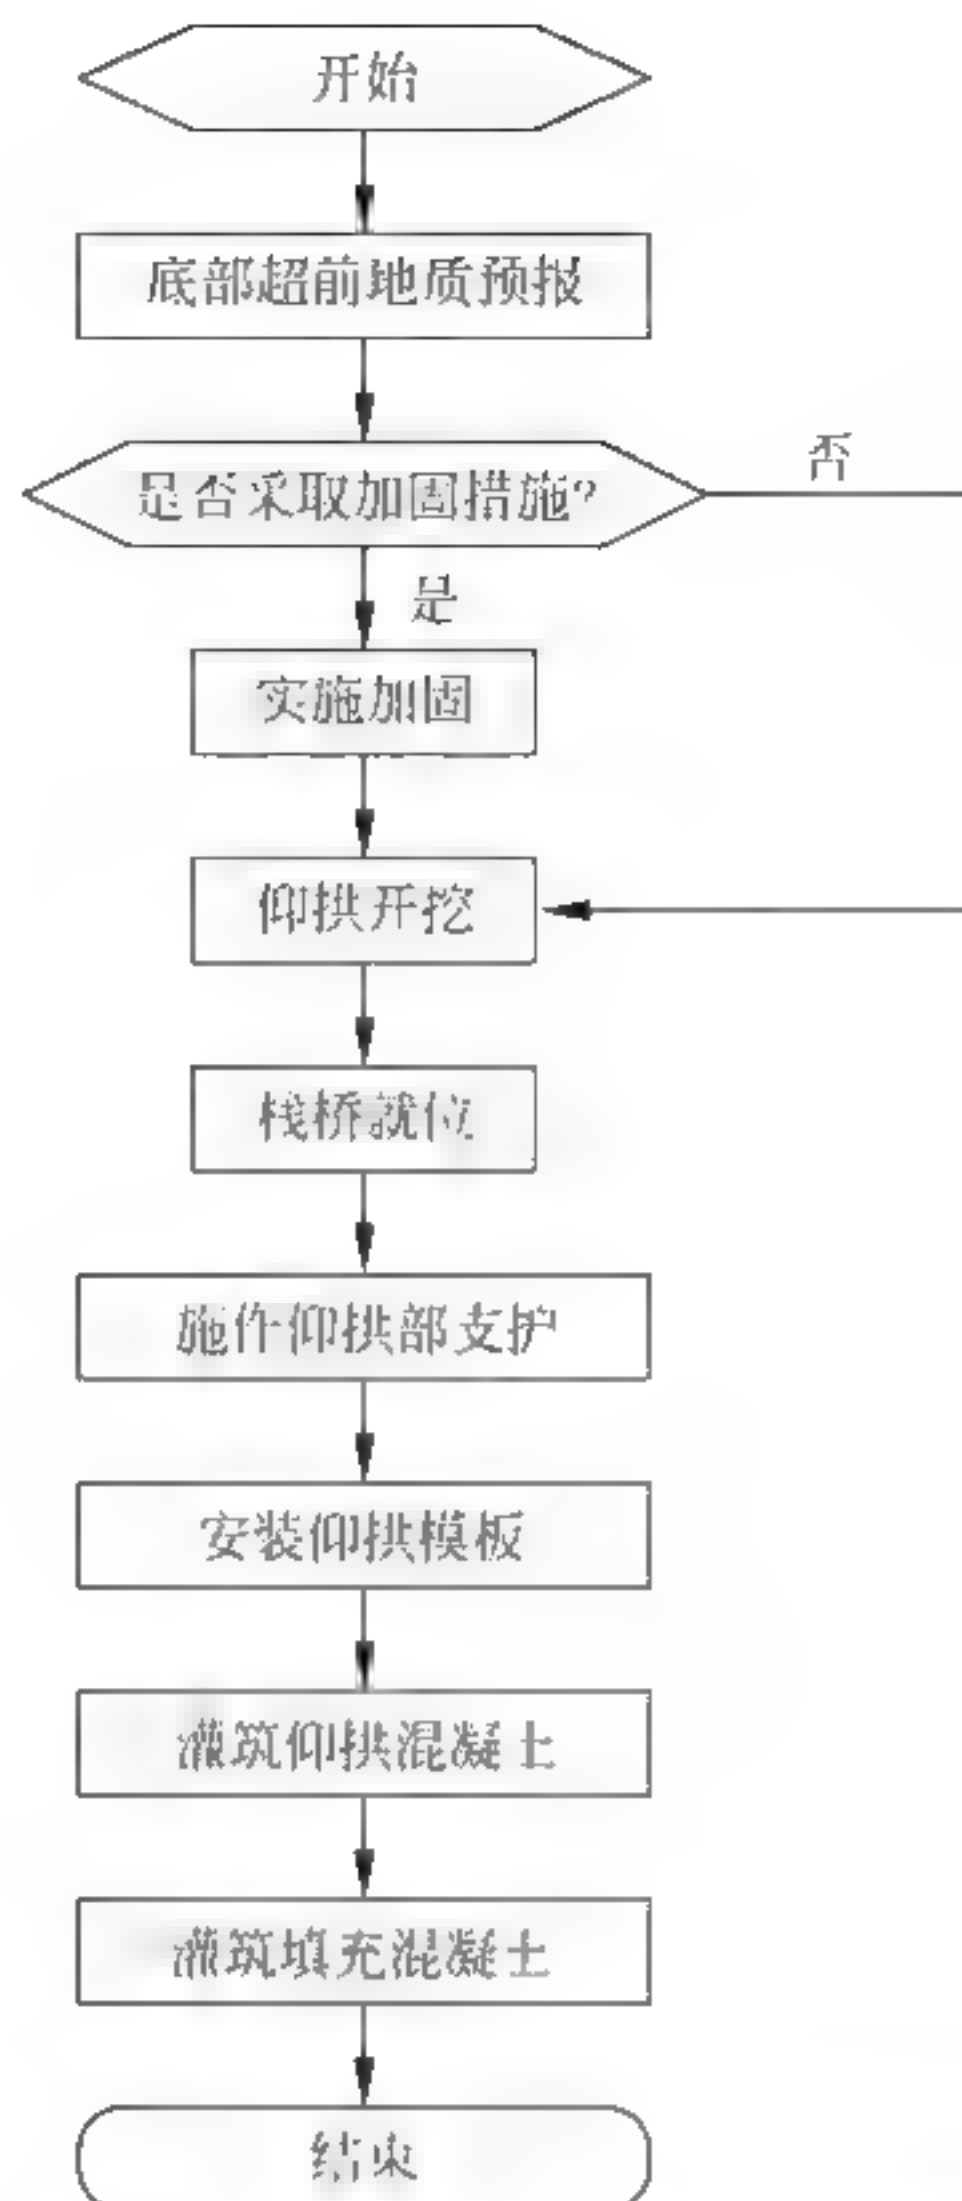 开始
底部超前地质预报
是否采取加固措施?
否
是
实施加固
仰拱开挖
栈桥就位
施作仰拱部支护
安装仰拱模板
灌筑仰拱混凝土
灌筑填充混凝土
结束